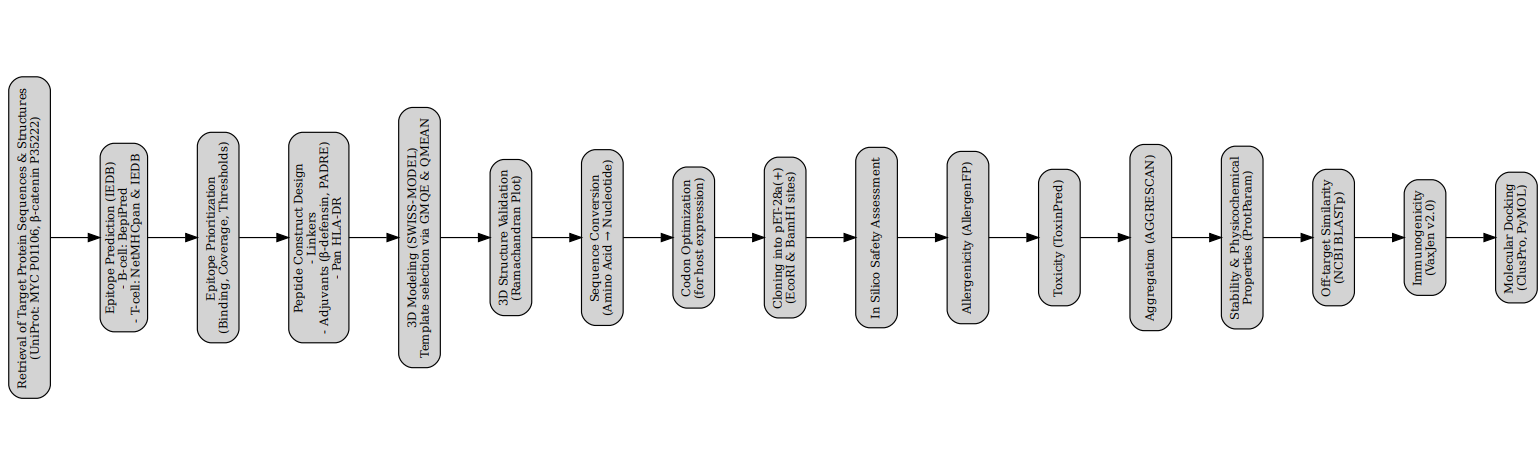 Retrieval of Target Protein Sequences & Structures
(UniProt: MYC P01106, β-catenin P35222)
Epitope Prediction (IEDB)
- B-cell: BepiPred
- T-cell: NetMHCpan & IEDB
Epitope Prioritization
(Binding, Coverage, Thresholds)
Peptide Construct Design
- Linkers
- Adjuvants (β-defensin, PADRE)
- Pan HLA-DR
3D Modeling (SWISS-MODEL)
Template selection via GMQE & QMEAN
3D Structure Validation
(Ramachandran Plot)
Sequence Conversion
(Amino Acid → Nucleotide)
Codon Optimization
(for host expression)
Cloning into pET-28a(+)
(EcoRI & BamHI sites)
In Silico Safety Assessment
Allergenicity (AllergenFP)
Toxicity (ToxinPred)
Aggregation (AGGRESCAN)
Stability & Physicochemical
Properties (ProtParam)
Off-target Similarity
(NCBI BLASTp)
Immunogenicity
(VaxiJen v2.0)
Molecular Docking
(ClusPro, PyMOL)